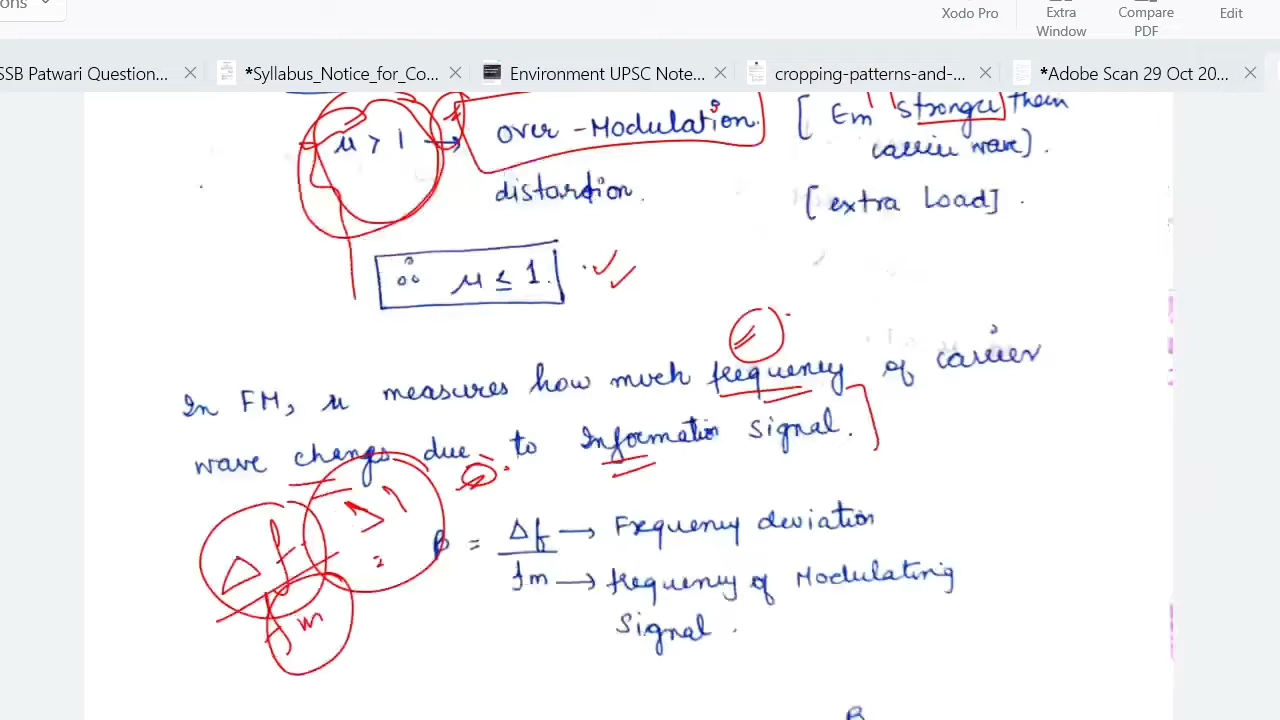 ons
Xodo Pro
Extra Window
Compare PDF
Edit
SSB Patwari Question...
*Syllabus_Notice_for_Co...
Environment UPSC Note...
cropping-patterns-and-...
*Adobe Scan 29 Oct 20...
μ > 1 → over-Modulation. [Em stronger than
carrier wave].
distortion. [extra Load].
∴ μ ≤ 1.
In FM, μ measures how much frequency of carrier
wave changes due to Information signal.
Δf
fm
β = Δf → Frequency deviation
fm → frequency of Modulating
signal.
β